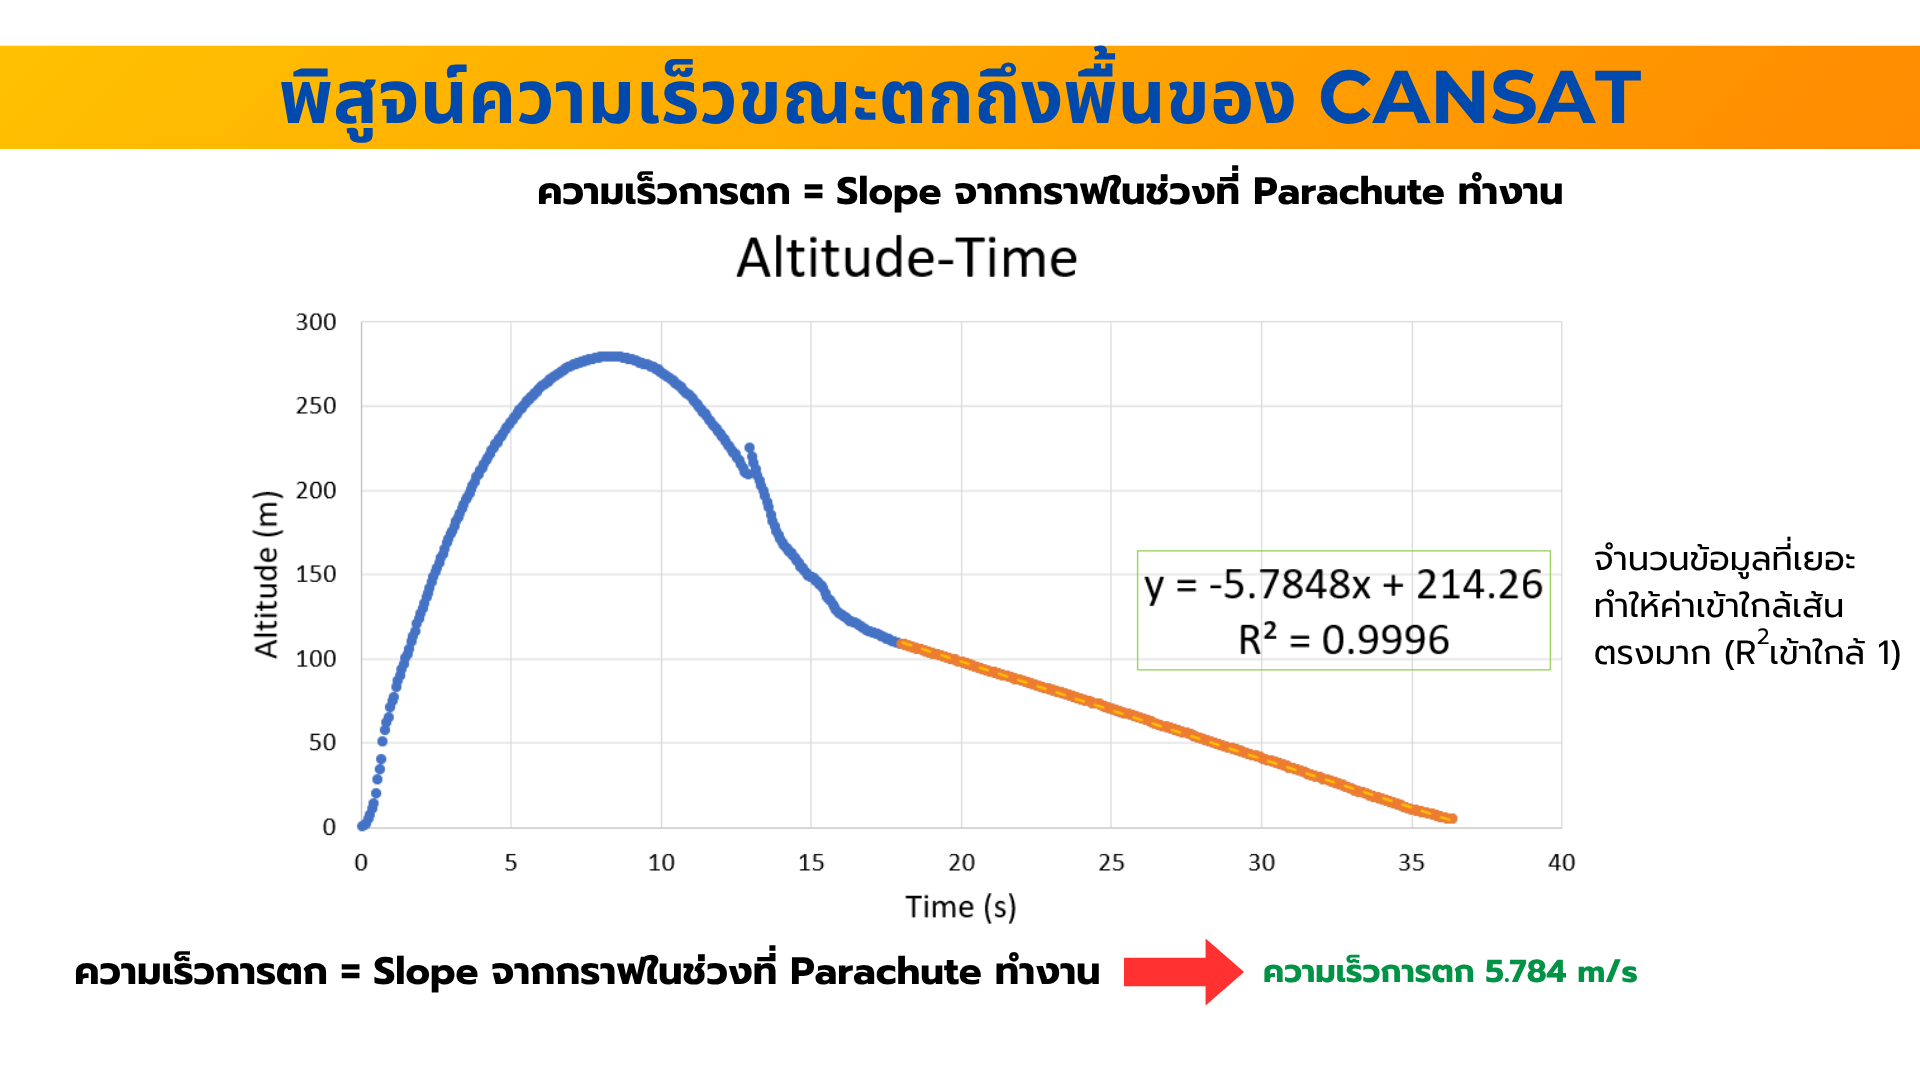 พิสูจน์ความเร็วขณะตกถึงพื้นของ CANSAT
ความเร็วการตก = Slope จากกราฟในช่วงที่ Parachute ทำงาน
Altitude-Time
300
250
200
150
100
50
0
Altitude (m)
y = -5.7848x + 214.26
R² = 0.9996
จำนวนข้อมูลที่เยอะ
ทำให้ค่าเข้าใกล้เส้น
ตรงมาก (R²เข้าใกล้ 1)
0 5 10 15 20 25 30 35 40
Time (s)
ความเร็วการตก = Slope จากกราฟในช่วงที่ Parachute ทำงาน
ความเร็วการตก 5.784 m/s